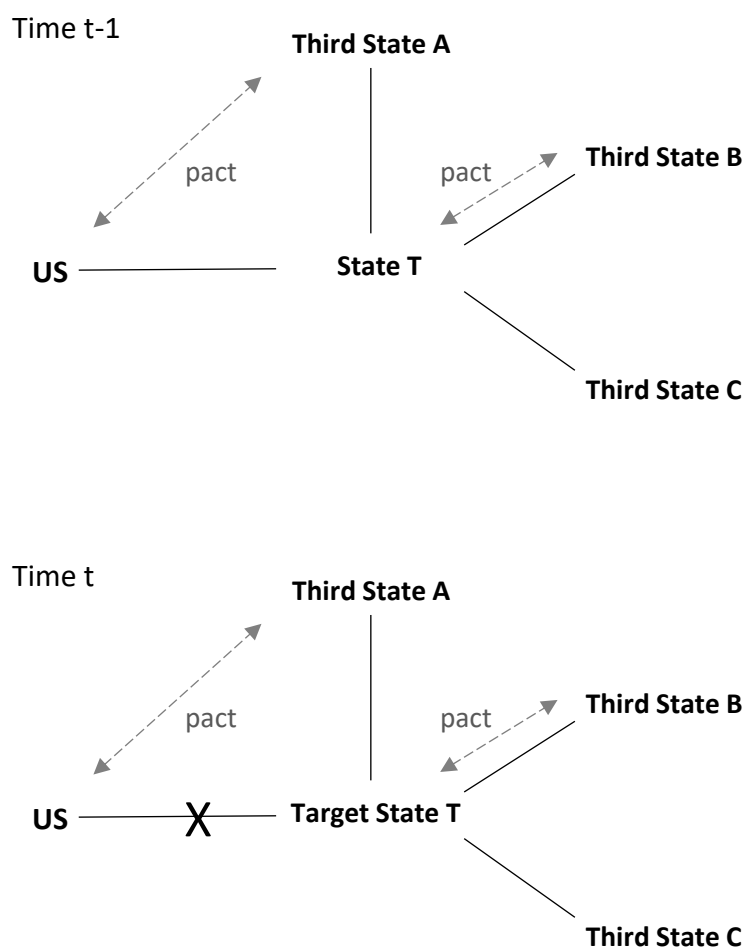 Time t-1
Third State A
pact
pact
Third State B
US
State T
Third State C
Time t
Third State A
pact
pact
Third State B
US
X
Target State T
Third State C